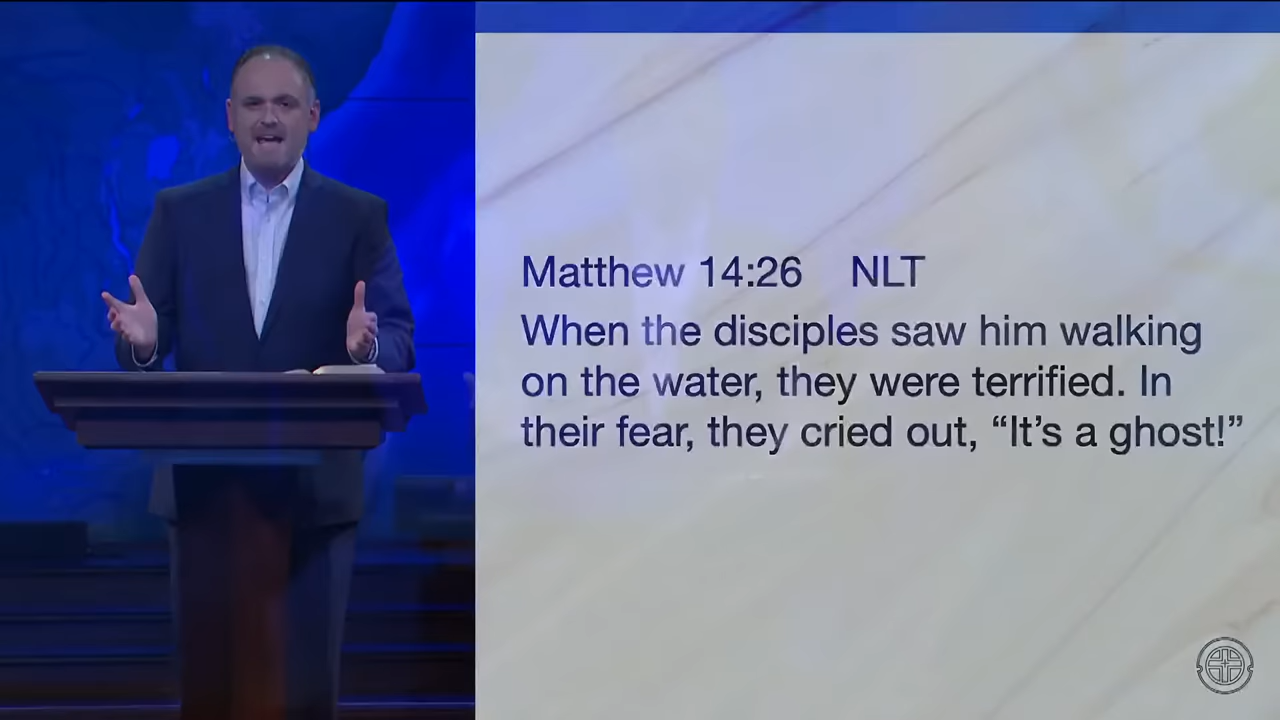 Matthew 14:26 NLT
When the disciples saw him walking
on the water, they were terrified. In
their fear, they cried out, “It’s a ghost!”